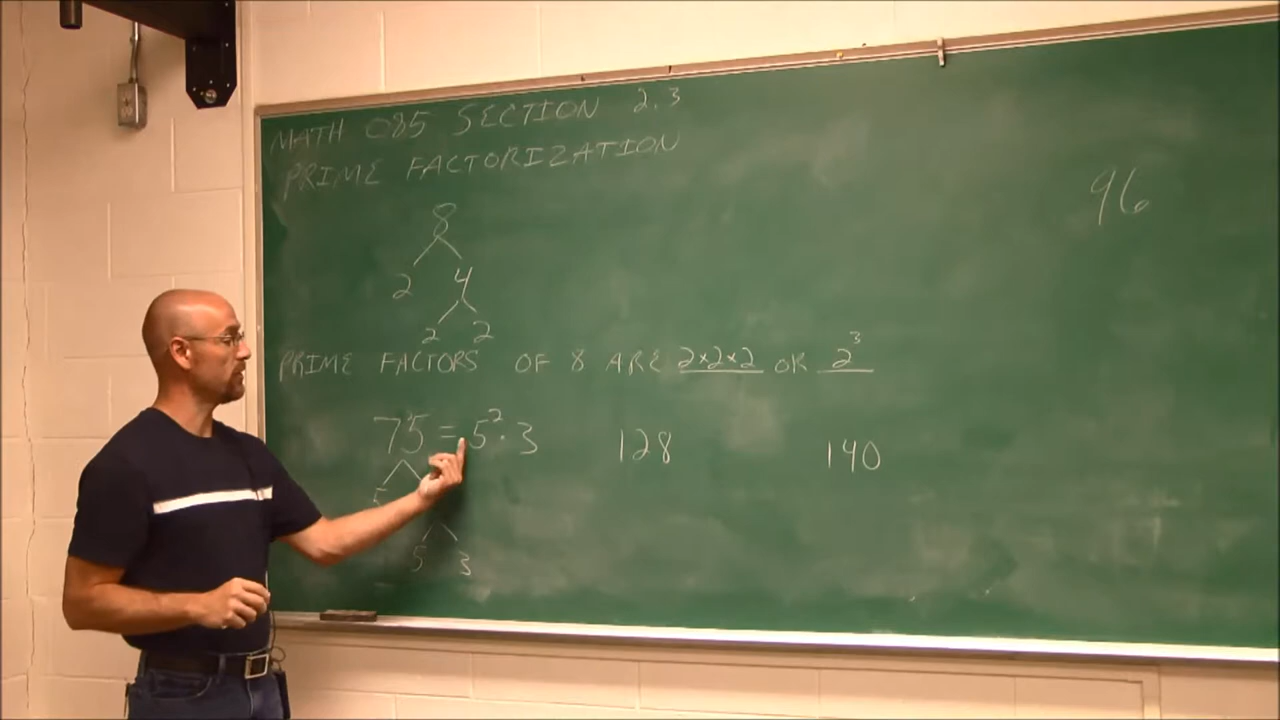 MATH 085 SECTION 2.3
PRIME FACTORIZATION
96
8
2 4
2 2
PRIME FACTORS OF 8 ARE 2×2×2 OR 2³
75 = 5²·3 128 140
5
5 3